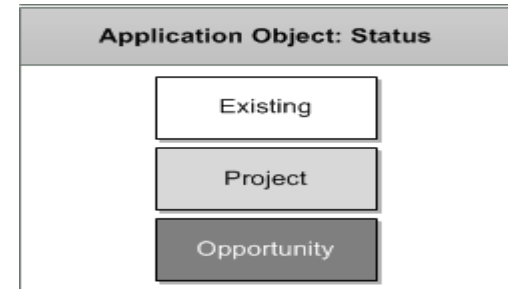 Application Object: Status
Existing
Project
Opportunity